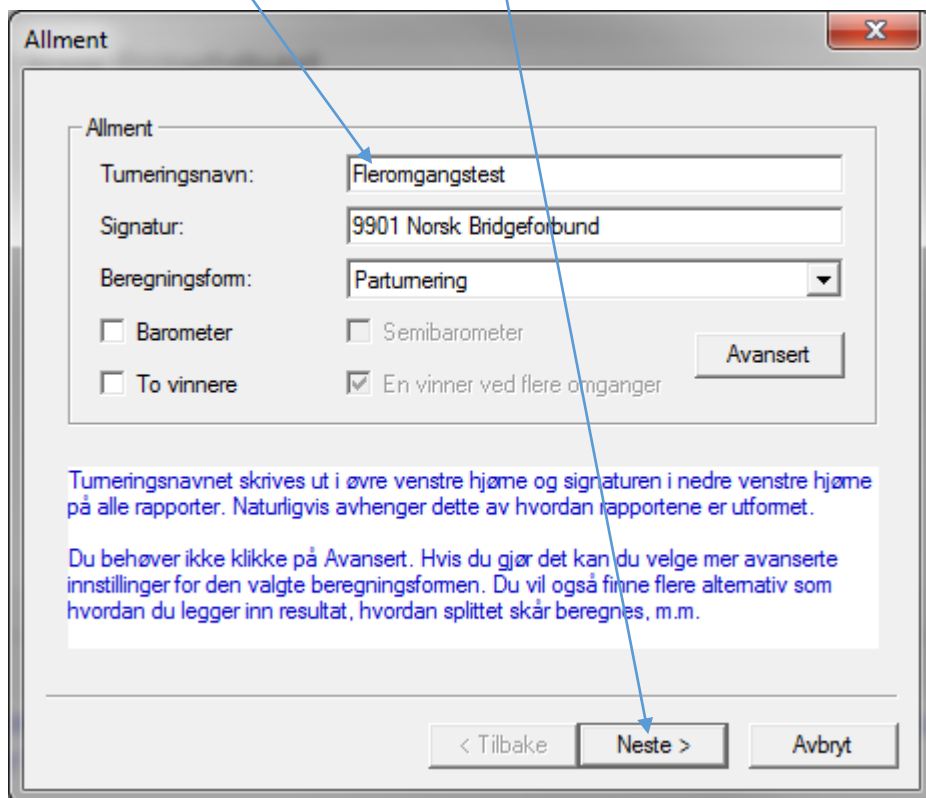 Allment
Allment
Turneringsnavn:
Fleromgangstest
Signatur:
9901 Norsk Bridgeforbund
Beregningsform:
Parturnering
Barometer
Semibarometer
Avansert
To vinnere
En vinner ved flere omganger
Turneringsnavnet skrives ut i øvre venstre hjørne og signaturen i nedre venstre hjørne
på alle rapporter. Naturligvis avhenger dette av hvordan rapportene er utformet.
Du behøver ikke klikke på Avansert. Hvis du gjør det kan du velge mer avanserte
innstillinger for den valgte beregningsformen. Du vil også finne flere alternativ som
hvordan du legger inn resultat, hvordan splittet skår beregnes, m.m.
< Tilbake
Neste >
Avbryt